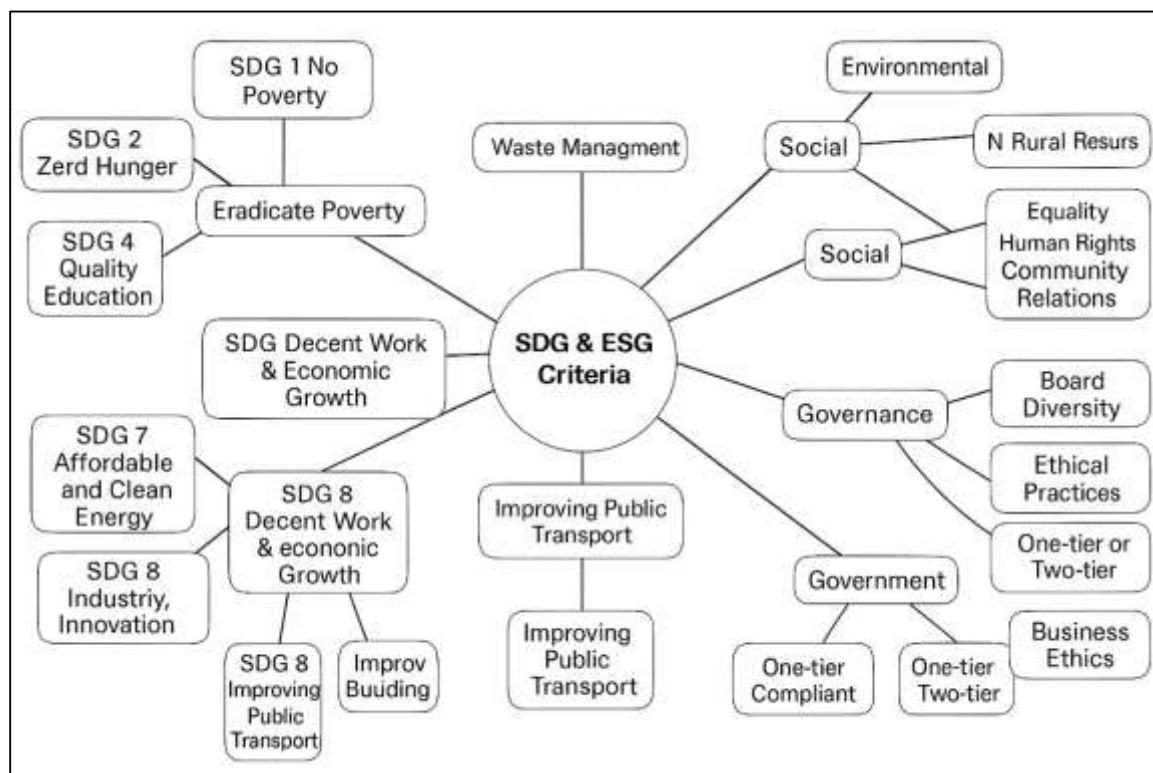 SDG 1 No
Poverty
SDG 2
Zerd Hunger
Eradicate Poverty
SDG 4
Quality
Education
Waste Managment
Environmental
Social
N Rural Resurs
Social
Equality
Human Rights
Community
Relations
SDG & ESG
Criteria
SDG Decent Work
& Economic
Growth
SDG 7
Affordable
and Clean
Energy
SDG 8
Decent Work
& econonic
Growth
SDG 8
Industriy,
Innovation
SDG 8
Improving
Public
Transport
Improv
Buuding
Improving Public
Transport
Improving
Public
Transport
Governance
Board
Diversity
Ethical
Practices
One-tier or
Two-tier
Government
One-tier
Compliant
One-tier
Two-tier
Business
Ethics